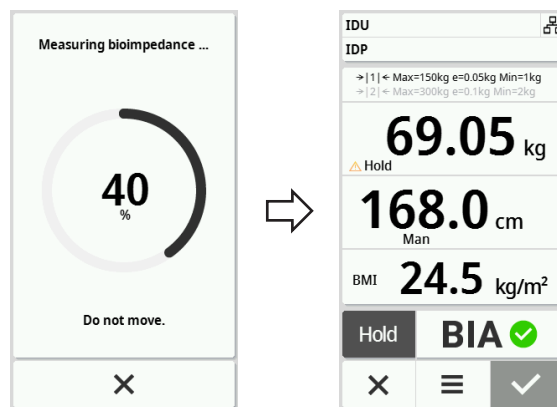 Measuring bioimpedance ...
40
%
Do not move.
IDU
IDP
→|1|← Max=150kg e=0.05kg Min=1kg
→|2|← Max=300kg e=0.1kg Min=2kg
69.05 kg
Hold
168.0 cm
Man
BMI 24.5 kg/m²
Hold BIA